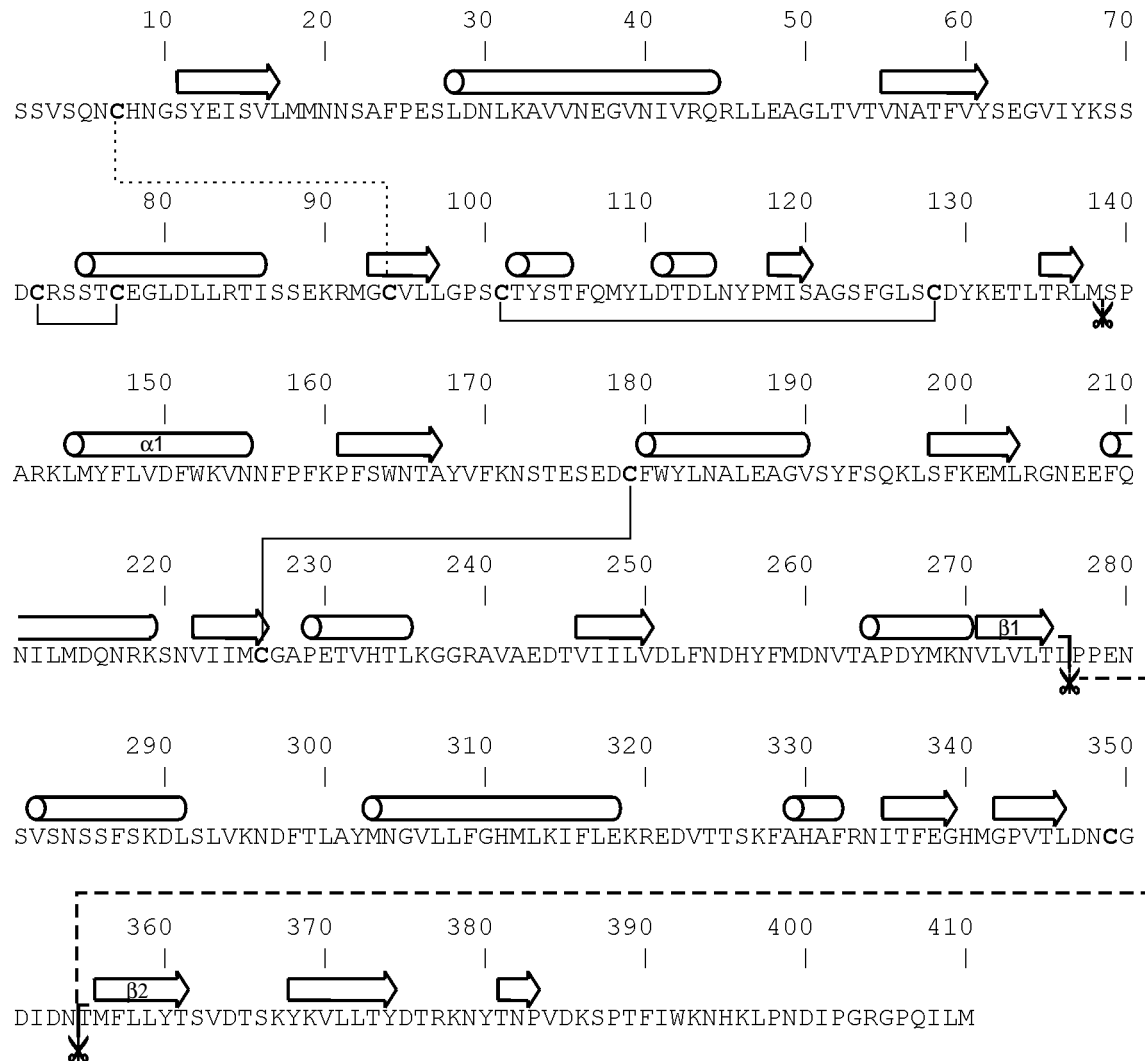 10 20 30 40 50 60 70
SSVSQNCHNGSYEISVLMMNNSAFPESLDNLKAVVNEGVNIVRQRLLEAGLTVTVNATFVYSEGVIYKSS
80 90 100 110 120 130 140
DCRSSTCEGLDLLRTISSEKRMGCVLLGPSCTYSTFQMYLDTDLNYPMISAGSFGLSCDYKETLTRLMSP
150 160 170 180 190 200 210
α1
ARKLMYFLVDFWKVNNFPFKPFSWNTAYVFKNSTESEDCFWYLNALEAGVSYFSQKLSFKEMLRGNEEFQ
220 230 240 250 260 270 280
β1
NILMDQNRKSNVIIMCGAPETVHTLKGGRAVAEDTVIILVDLFNDHYFMDNVTAPDYMKNVLVLTLPPEN
290 300 310 320 330 340 350
SVSNSSFSKDLSLVKNDFTLAYMNGVLLFGHMLKIFLEKREDVTTSKFAHAFRNITFEGHMGPVTLDNCG
360 370 380 390 400 410
β2
DIDNTMFLLYTSVDTSKYKVLLTYDTRKNYTNPVDKSPTFIWKNHKLPNDIPGRGPQILM